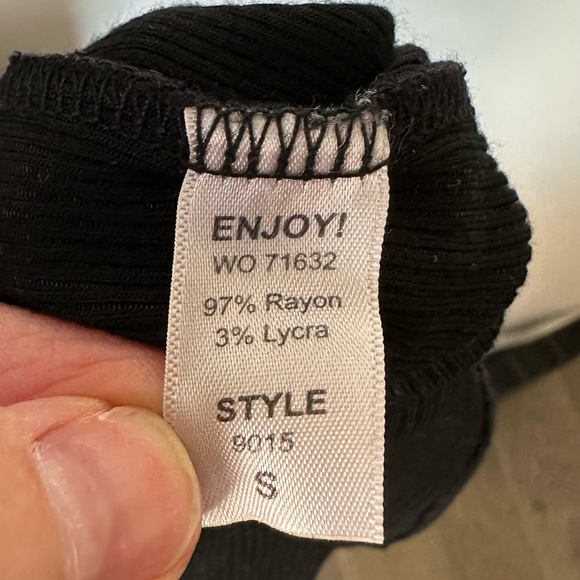 ENJOY!
WO 71632
97% Rayon
3% Lycra
STYLE
9015
S